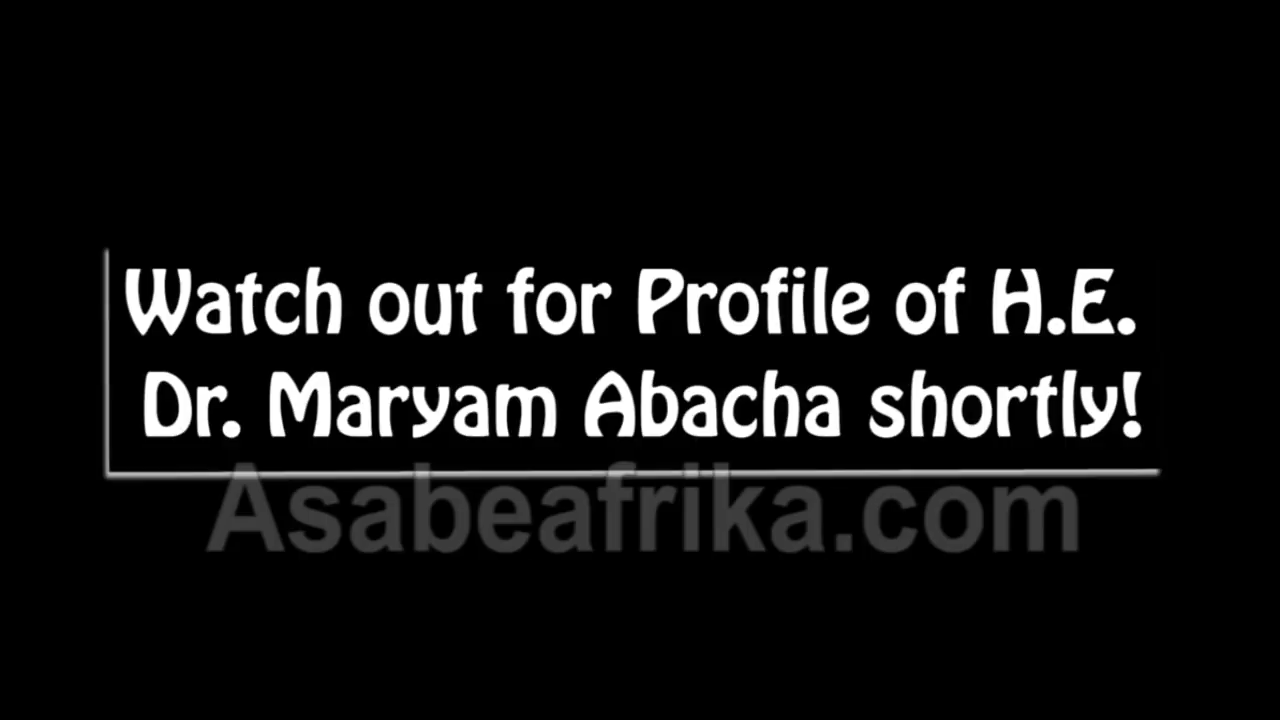 Watch out for Profile of H.E.
Dr. Maryam Abacha shortly!
Asabeafrika.com